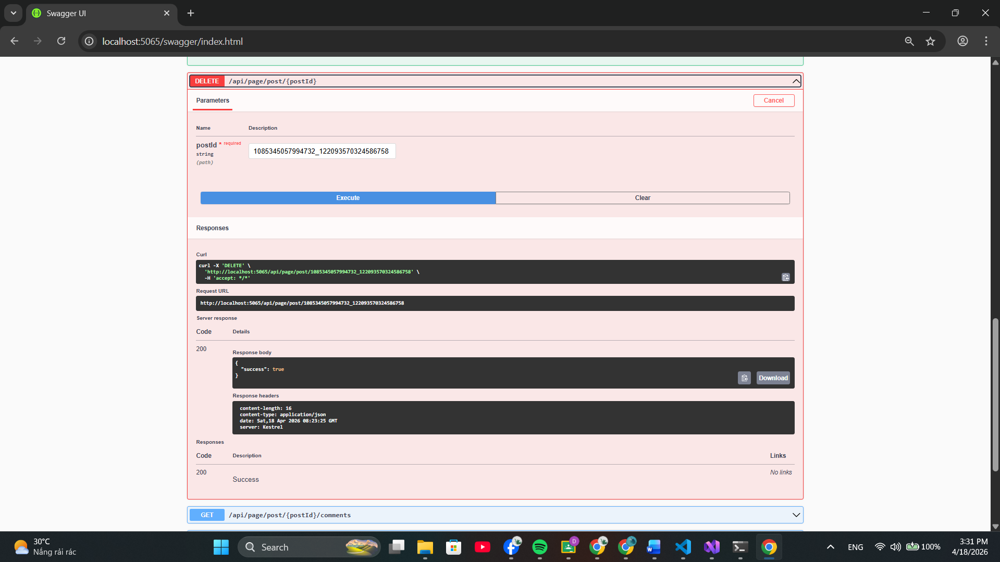 Swagger UI
localhost:5065/swagger/index.html
DELETE /api/page/post/{postId}
Parameters
Cancel
Name Description
postId * required
string
(path)
1085345057994732_122093570324586758
Execute
Clear
Responses
Curl
curl -X 'DELETE' \
'http://localhost:5065/api/page/post/1085345057994732_122093570324586758' \
-H 'accept: */*'
Request URL
http://localhost:5065/api/page/post/1085345057994732_122093570324586758
Server response
Code Details
200
Response body
{
"success": true
}
Download
Response headers
content-length: 16
content-type: application/json
date: Sat,18 Apr 2026 08:23:25 GMT
server: Kestrel
Responses
Code Description Links
200
Success
No links
GET /api/page/post/{postId}/comments
30°C
Nắng rải rác
Search
D
ENG
100%
3:31 PM
4/18/2026